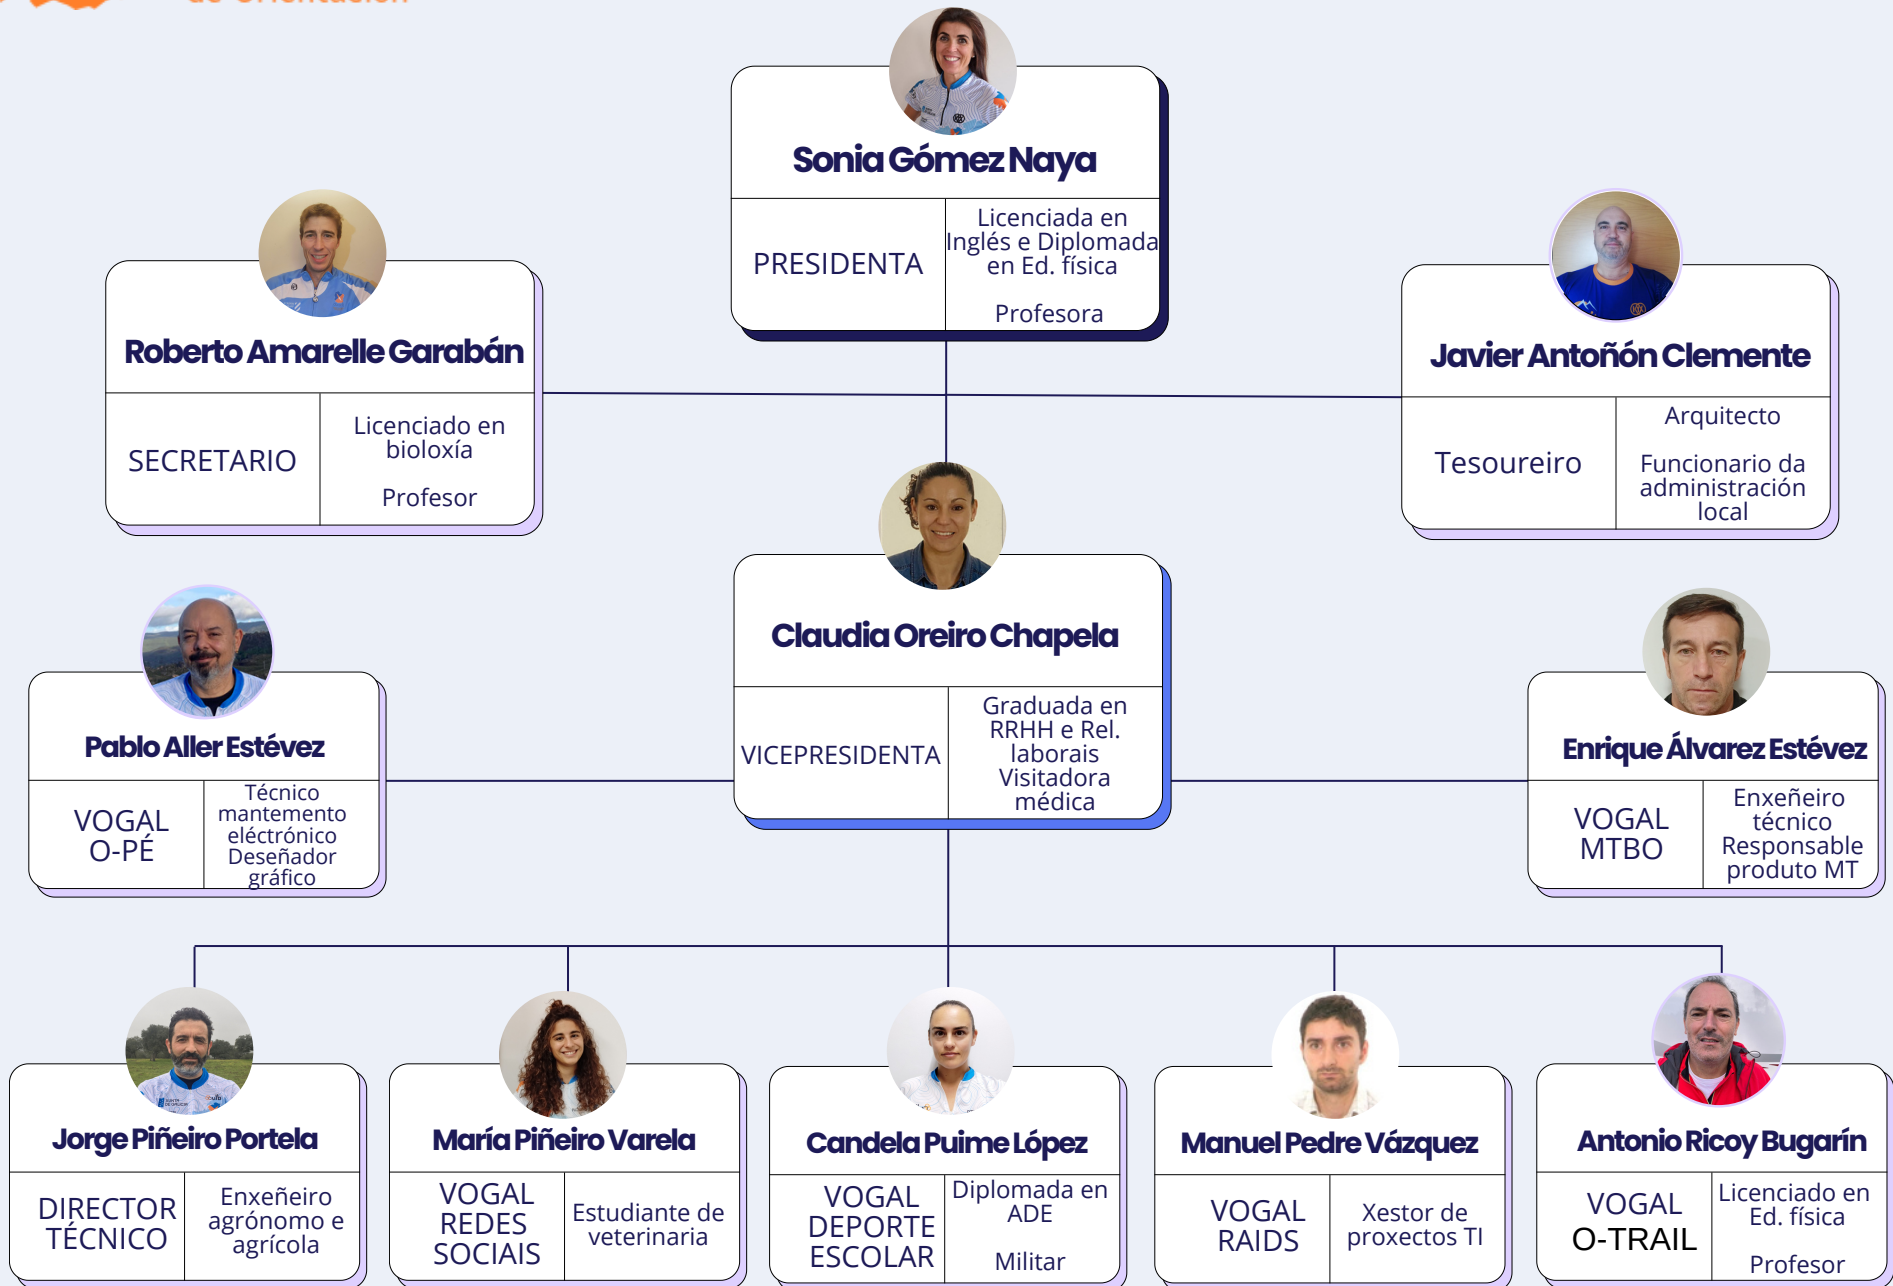 de Orientación
Sonia Gómez Naya
PRESIDENTA
Licenciada en
Inglés e Diplomada
en Ed. física
Profesora
Roberto Amarelle Garabán
SECRETARIO
Licenciado en
bioloxía
Profesor
Javier Antoñón Clemente
Tesoureiro
Arquitecto
Funcionario da
administración
local
Claudia Oreiro Chapela
VICEPRESIDENTA
Graduada en
RRHH e Rel.
laborais
Visitadora
médica
Pablo Aller Estévez
VOGAL
O-PÉ
Técnico
mantemento
eléctrónico
Deseñador
gráfico
Enrique Álvarez Estévez
VOGAL
MTBO
Enxeñeiro
técnico
Responsable
produto MT
Jorge Piñeiro Portela
DIRECTOR
TÉCNICO
Enxeñeiro
agrónomo e
agrícola
María Piñeiro Varela
VOGAL
REDES
SOCIAIS
Estudiante de
veterinaria
Candela Puime López
VOGAL
DEPORTE
ESCOLAR
Diplomada en
ADE
Militar
Manuel Pedre Vázquez
VOGAL
RAIDS
Xestor de
proxectos TI
Antonio Ricoy Bugarín
VOGAL
O-TRAIL
Licenciado en
Ed. física
Profesor